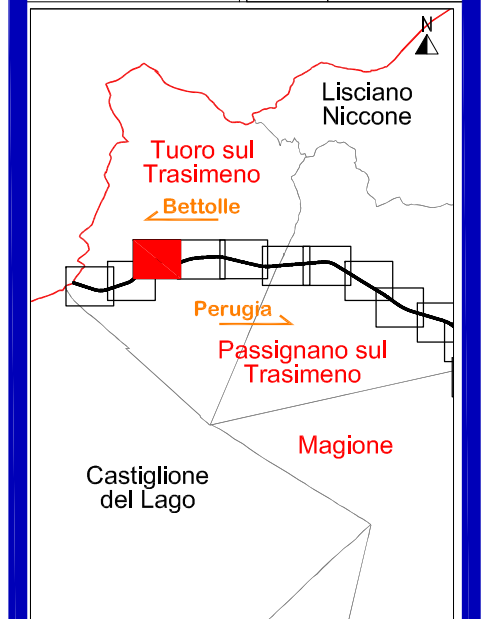 N
Lisciano
Niccone
Tuoro sul
Trasimeno
Bettolle
Perugia
Passignano sul
Trasimeno
Magione
Castiglione
del Lago